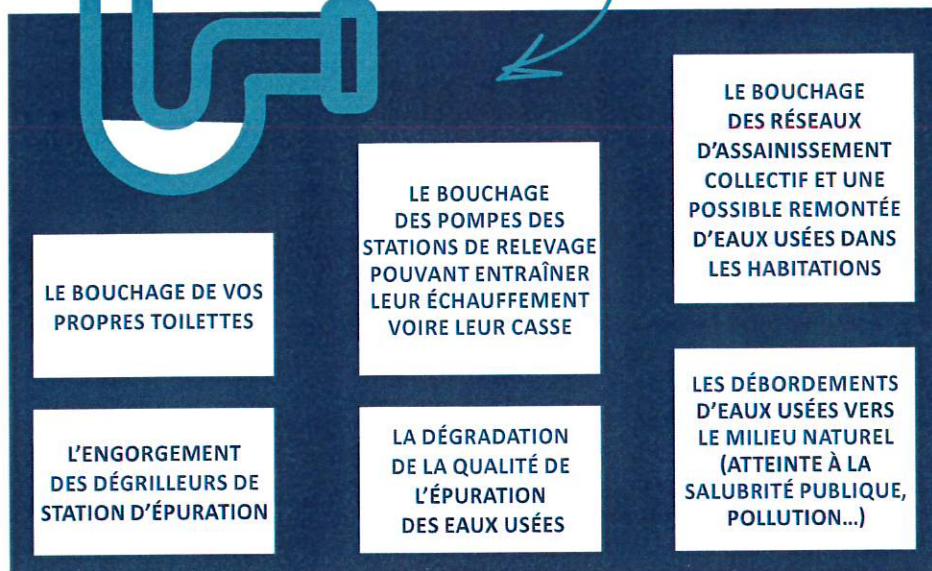 LE BOUCHAGE DE VOS
PROPRES TOILETTES
L'ENGORGEMENT
DES DÉGRILLEURS DE
STATION D'ÉPURATION
LE BOUCHAGE
DES POMPES DES
STATIONS DE RELEVAGE
POUVANT ENTRAÎNER
LEUR ÉCHAUFFEMENT
VOIRE LEUR CASSE
LA DÉGRADATION
DE LA QUALITÉ DE
L'ÉPURATION
DES EAUX USÉES
LE BOUCHAGE
DES RÉSEAUX
D'ASSAINISSEMENT
COLLECTIF ET UNE
POSSIBLE REMONTÉE
D'EAUX USÉES DANS
LES HABITATIONS
LES DÉBORDEMENTS
D'EAUX USÉES VERS
LE MILIEU NATUREL
(ATTEINTE À LA
SALUBRITÉ PUBLIQUE,
POLLUTION...)